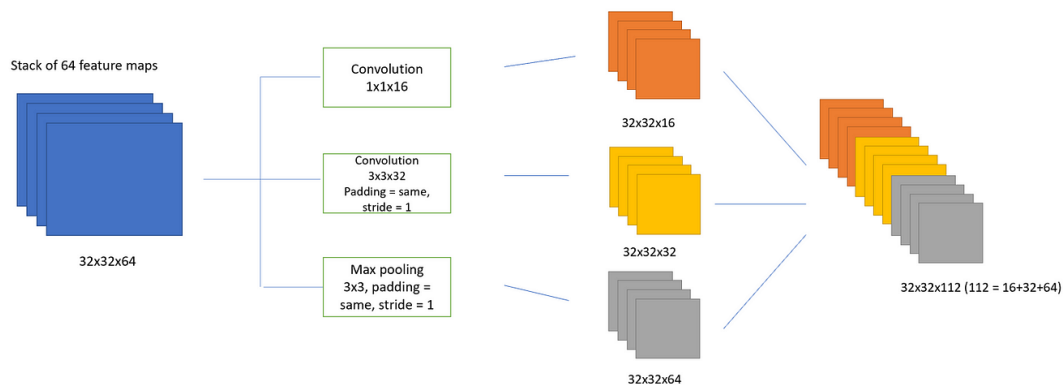 Stack of 64 feature maps
32x32x64
Convolution
1x1x16
Convolution
3x3x32
Padding = same,
stride = 1
Max pooling
3x3, padding =
same, stride = 1
32x32x16
32x32x32
32x32x64
32x32x112 (112 = 16+32+64)